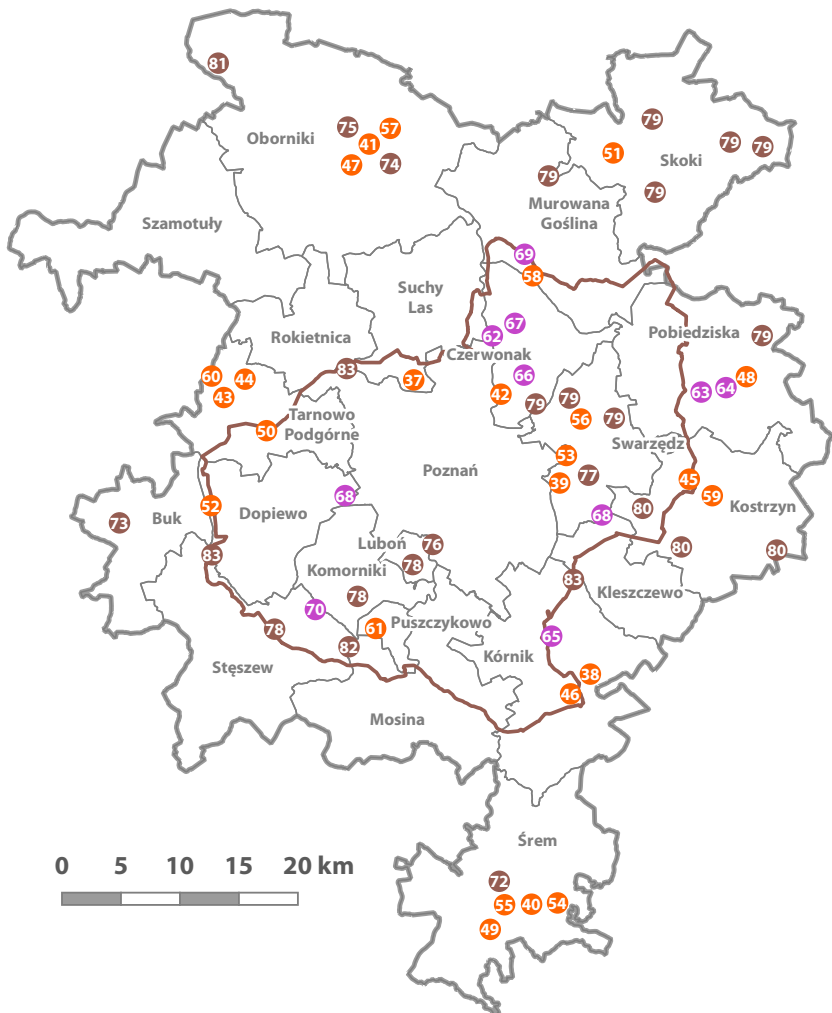 81
75
57
Oborniki
41
47
74
79
79
79
51
Skoki
79
79
Murowana
Goślina
Szamotuły
69
58
Suchy
Las
67
62
Rokietnica
Czerwonak
Pobiedziska
79
83
37
66
60
44
43
42
79
79
56
79
63
64
48
Tarnowo
Podgórne
50
Swarzędz
53
Poznań
39
77
45
59
Kostrzyn
52
68
Dopiewo
68
80
73
Buk
83
Luboń
76
78
Komorniki
80
80
83
Kleszczewo
78
70
78
61
82
Puszczykowo
65
Kórnik
Stęszew
38
46
Mosina
Śrem
0 5 10 15 20 km
72
55
40
54
49